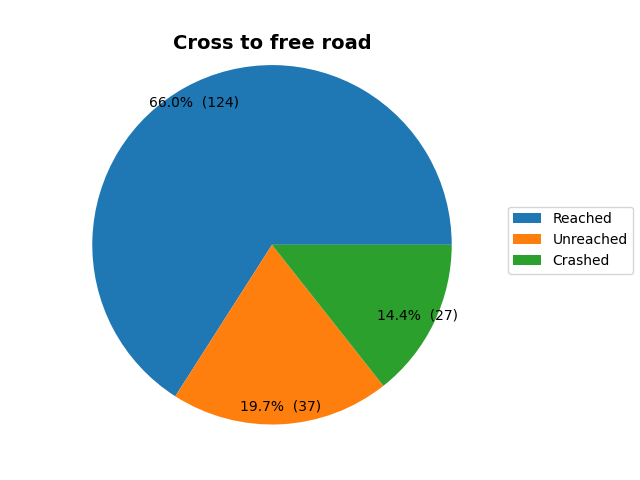 Cross to free road
66.0%  (124)
Reached
Unreached
Crashed
14.4%  (27)
19.7%  (37)